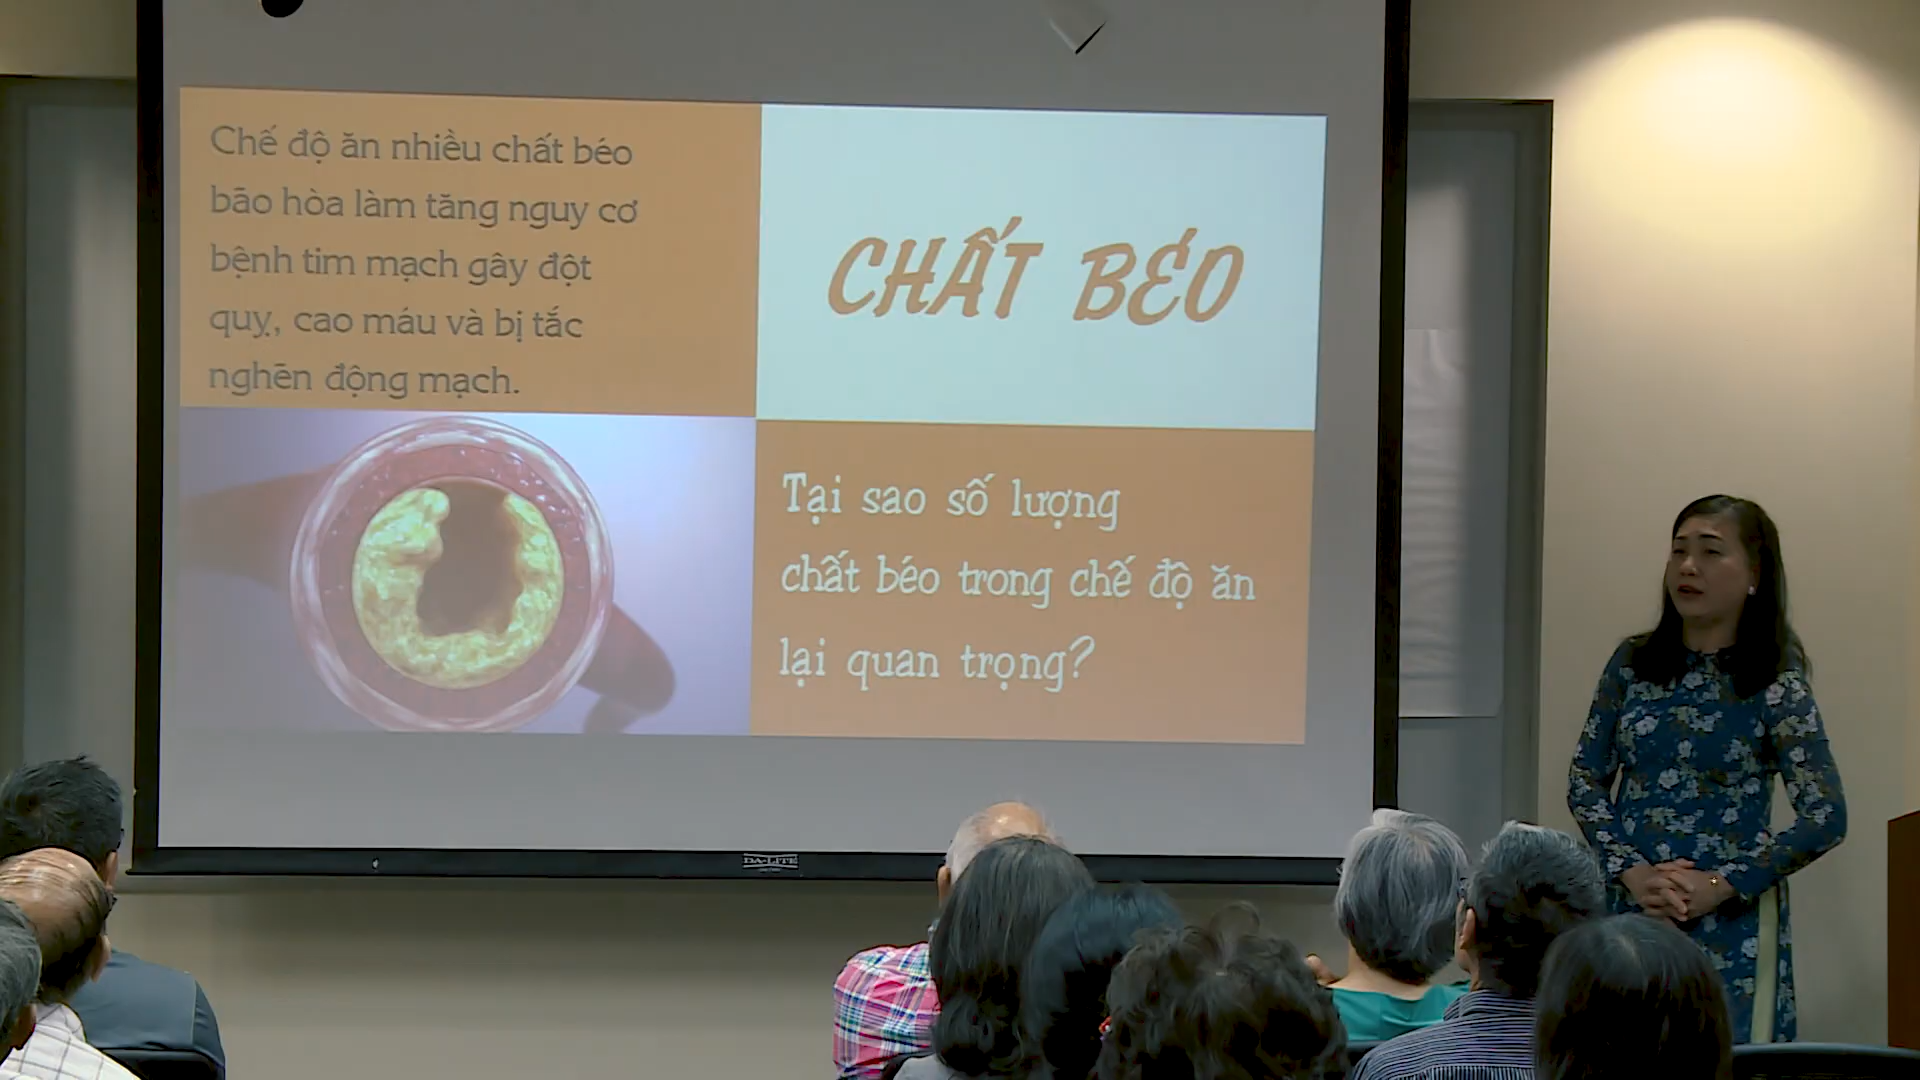 Chế độ ăn nhiều chất béo
bão hòa làm tăng nguy cơ
bệnh tim mạch gây đột
quỵ, cao máu và bị tắc
nghẽn động mạch.
CHẤT BÉO
Tại sao số lượng
chất béo trong chế độ ăn
lại quan trọng?
DA-LITE